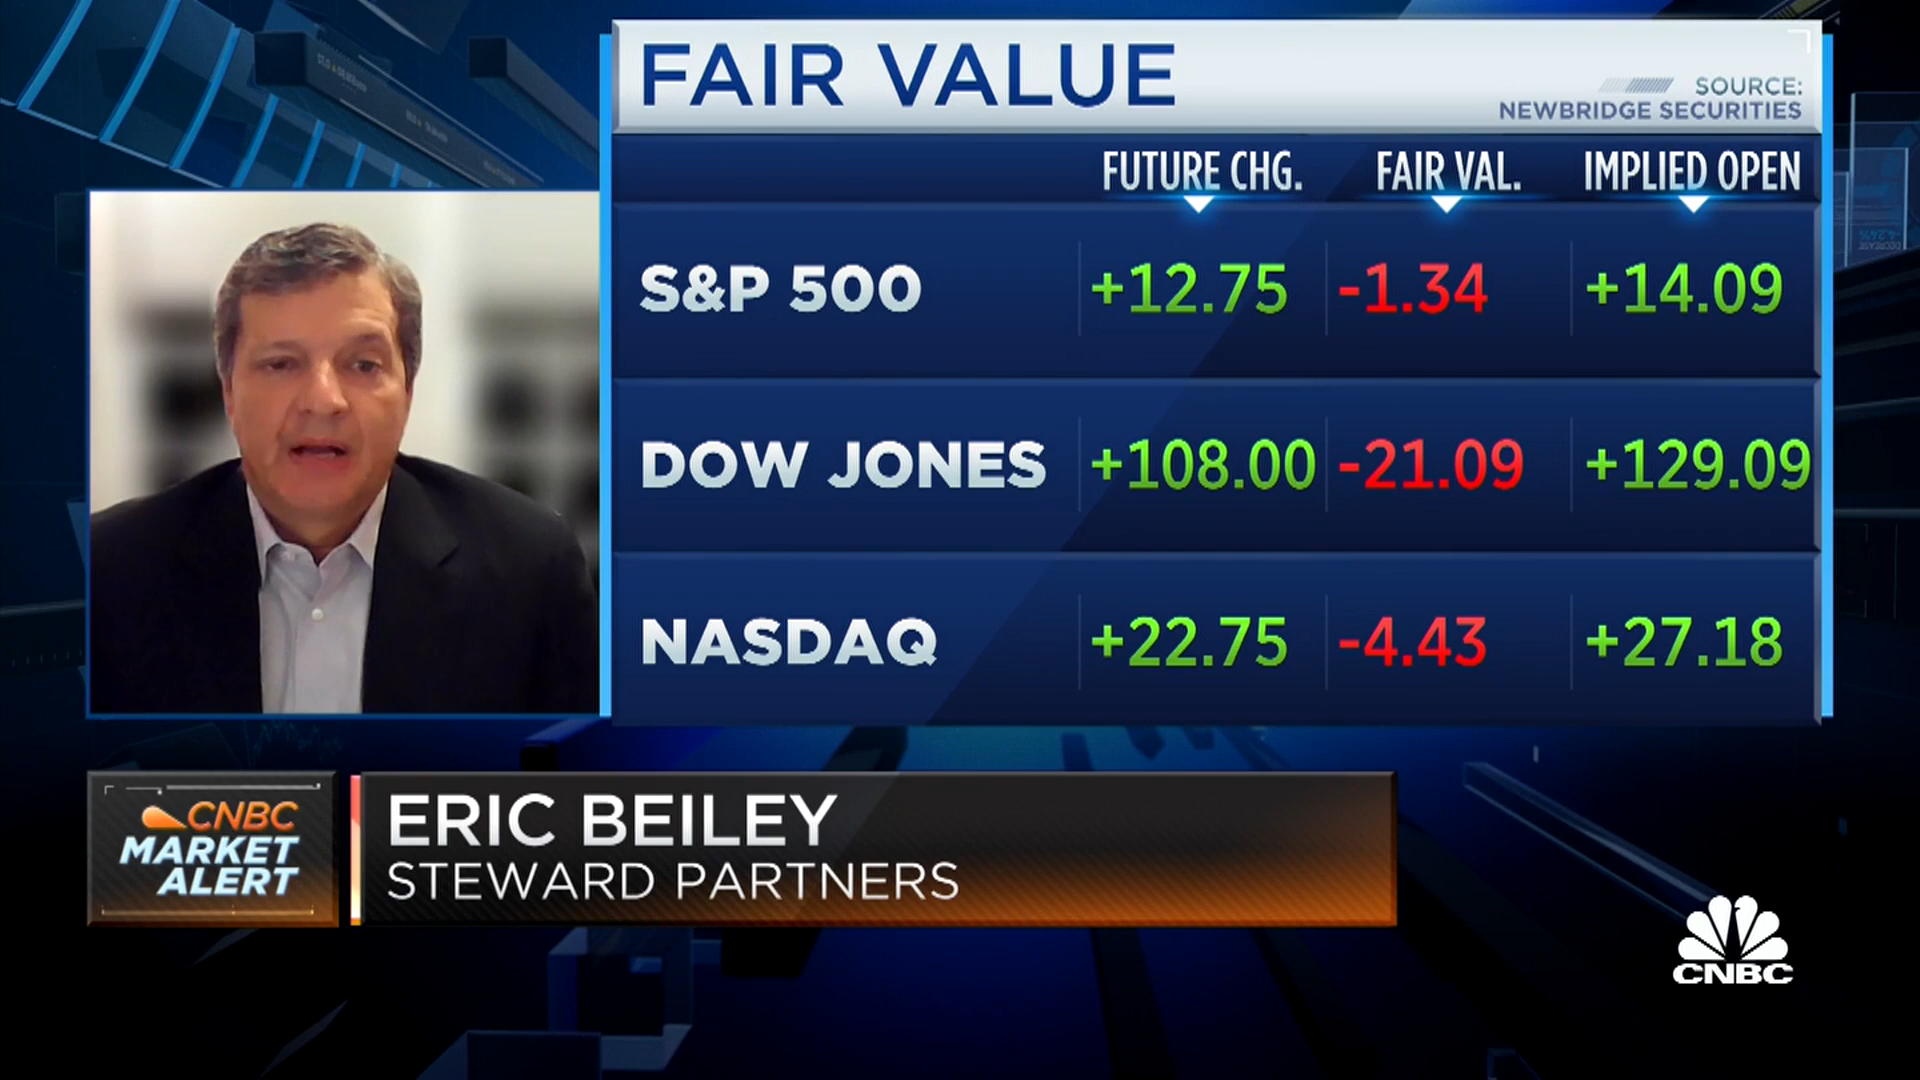 FAIR VALUE
SOURCE:
NEWBRIDGE SECURITIES
FUTURE CHG. FAIR VAL. IMPLIED OPEN
S&P 500 +12.75 -1.34 +14.09
DOW JONES +108.00 -21.09 +129.09
NASDAQ +22.75 -4.43 +27.18
CNBC
MARKET
ALERT
ERIC BEILEY
STEWARD PARTNERS
CNBC